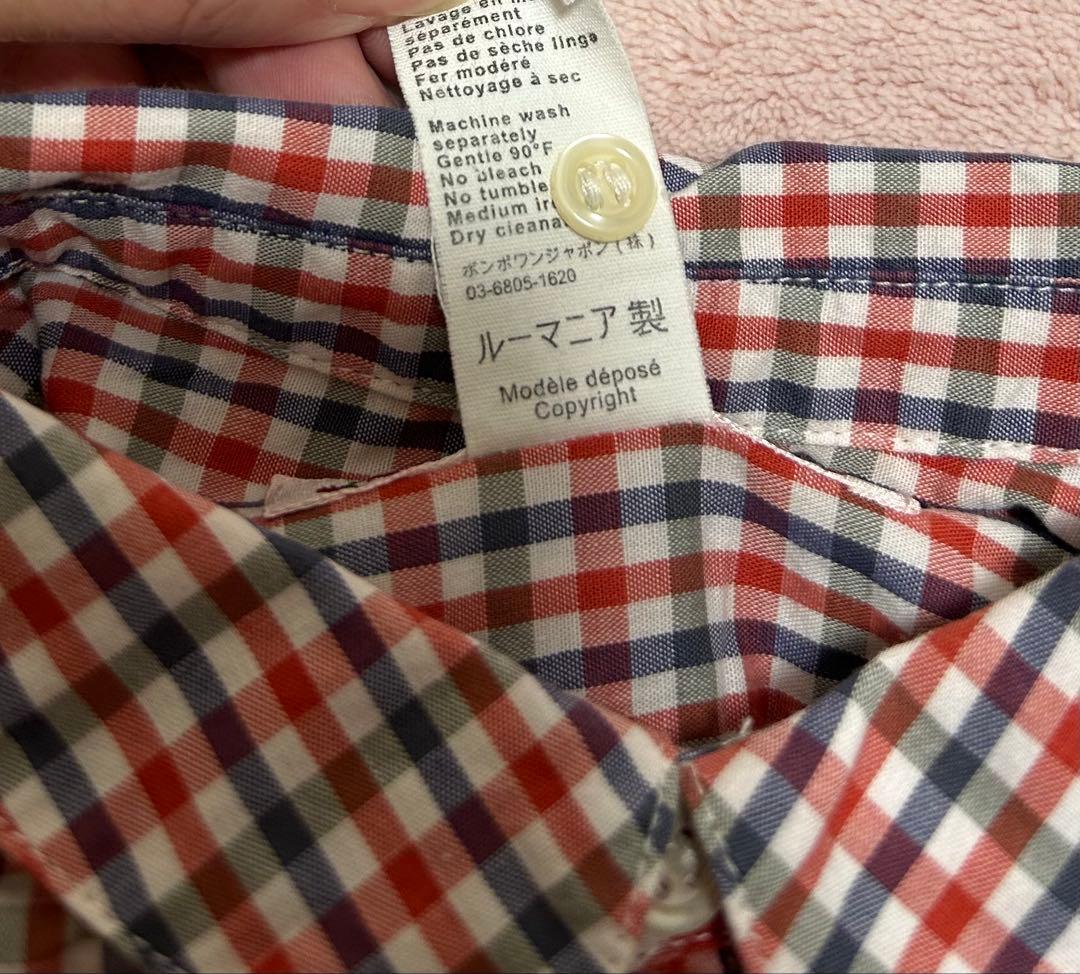 Lavage en
séparément
Pas de chlore
Pas de sèche linge
Fer modéré
Nettoyage à sec
Machine wash
separately
Gentle 90°F
No bleach
No tumble
Medium
Dry
ボンポワンジャポン(株)
03-6805-1620
ルーマニア製
Modèle déposé
Copyright